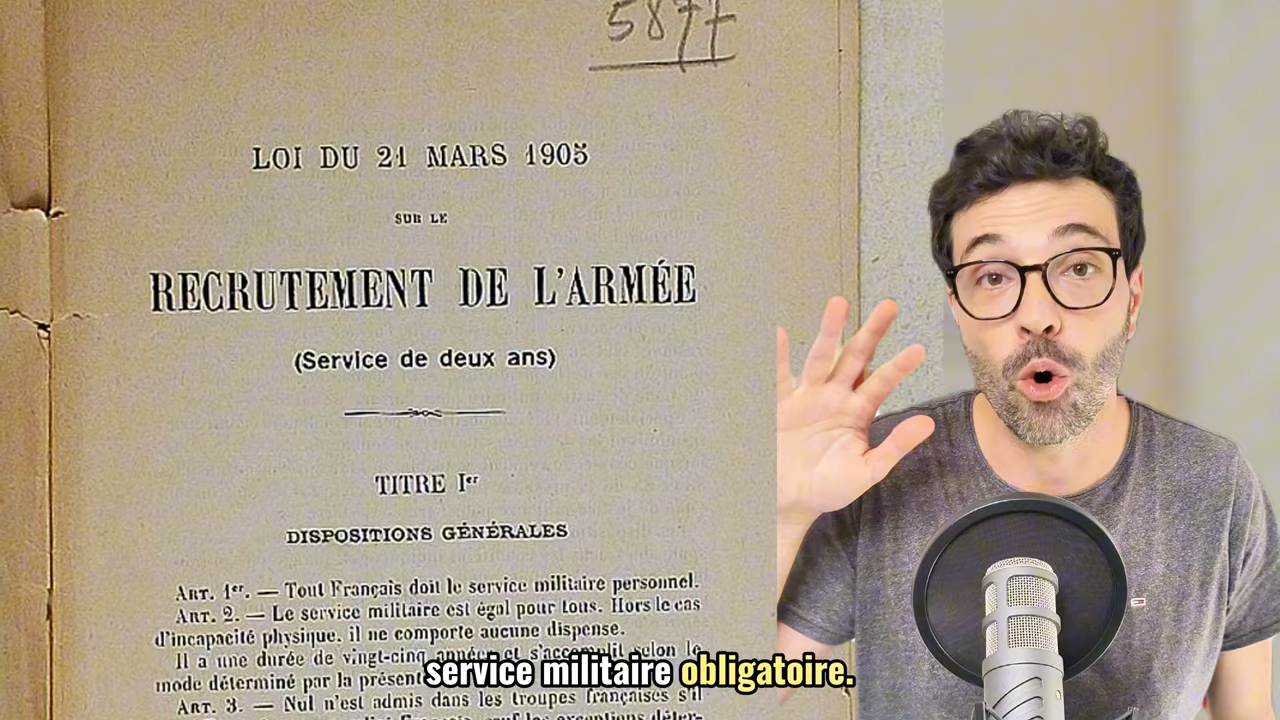 5877
LOI DU 21 MARS 1905
SUR LE
RECRUTEMENT DE L'ARMÉE
(Service de deux ans)
TITRE Ier
DISPOSITIONS GÉNÉRALES
ART. 1er. — Tout Français doit le service militaire personnel.
ART. 2. — Le service militaire est égal pour tous. Hors le cas
d'incapacité physique, il ne comporte aucune dispense.
Il a une durée de vingt-cinq années et s'accomplit selon le
mode déterminé par la présent
service militaire obligatoire.
ART. 3. — Nul n'est admis dans les troupes françaises s'il